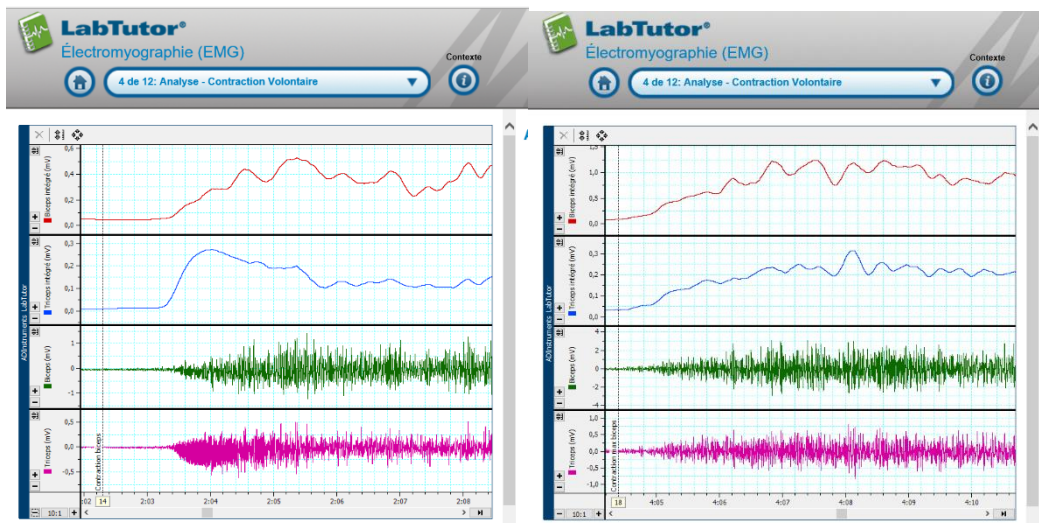 LabTutor®
Électromyographie (EMG)
Contexte
4 de 12: Analyse - Contraction Volontaire
ADInstruments LabTutor
Biceps intégré (mV)
0,6
0,4
0,2
0,0
Triceps intégré (mV)
0,3
0,2
0,1
0,0
Biceps (mV)
1
0
-1
Triceps (mV)
0,5
0,0
-0,5
Contraction biceps
:02
14
2:03
2:04
2:05
2:06
2:07
2:08
10:1
LabTutor®
Électromyographie (EMG)
Contexte
4 de 12: Analyse - Contraction Volontaire
ADInstruments LabTutor
Biceps intégré (mV)
1,5
1,0
0,5
0,0
Triceps intégré (mV)
0,3
0,2
0,1
0,0
Biceps (mV)
4
2
0
-2
-4
Triceps (mV)
1,0
0,5
0,0
-0,5
-1,0
Contraction max biceps
18
4:05
4:06
4:07
4:08
4:09
4:10
10:1